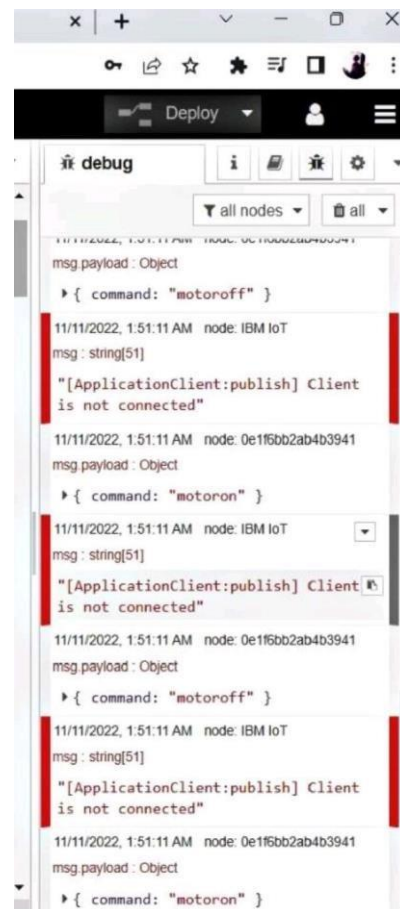 Deploy
debug
i
all nodes
all
msg.payload : Object
{ command: "motoroff" }
11/11/2022, 1:51:11 AM node: IBM IoT
msg : string[51]
"[ApplicationClient:publish] Client
is not connected"
11/11/2022, 1:51:11 AM node: 0e1f6bb2ab4b3941
msg.payload : Object
{ command: "motoron" }
11/11/2022, 1:51:11 AM node: IBM IoT
msg : string[51]
"[ApplicationClient:publish] Client
is not connected"
11/11/2022, 1:51:11 AM node: 0e1f6bb2ab4b3941
msg.payload : Object
{ command: "motoroff" }
11/11/2022, 1:51:11 AM node: IBM IoT
msg : string[51]
"[ApplicationClient:publish] Client
is not connected"
11/11/2022, 1:51:11 AM node: 0e1f6bb2ab4b3941
msg.payload : Object
{ command: "motoron" }